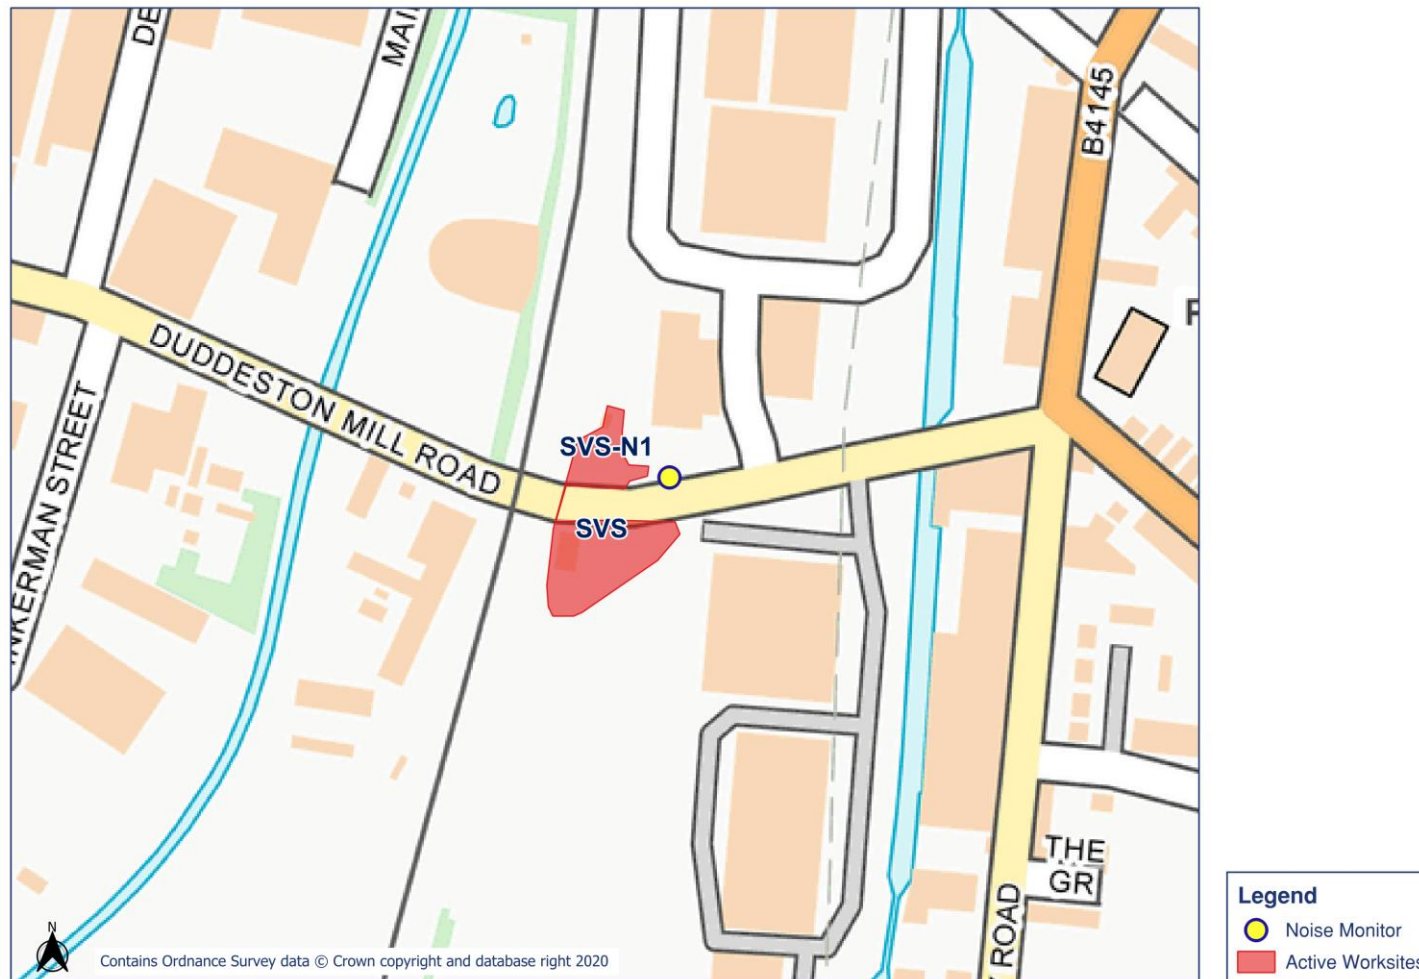 DE
MAI
B4145
DUDDESTON MILL ROAD
NKERMAN STREET
SVS-N1
SVS
THE
GR
ROAD
N
Contains Ordnance Survey data © Crown copyright and database right 2020
Legend
Noise Monitor
Active Worksites